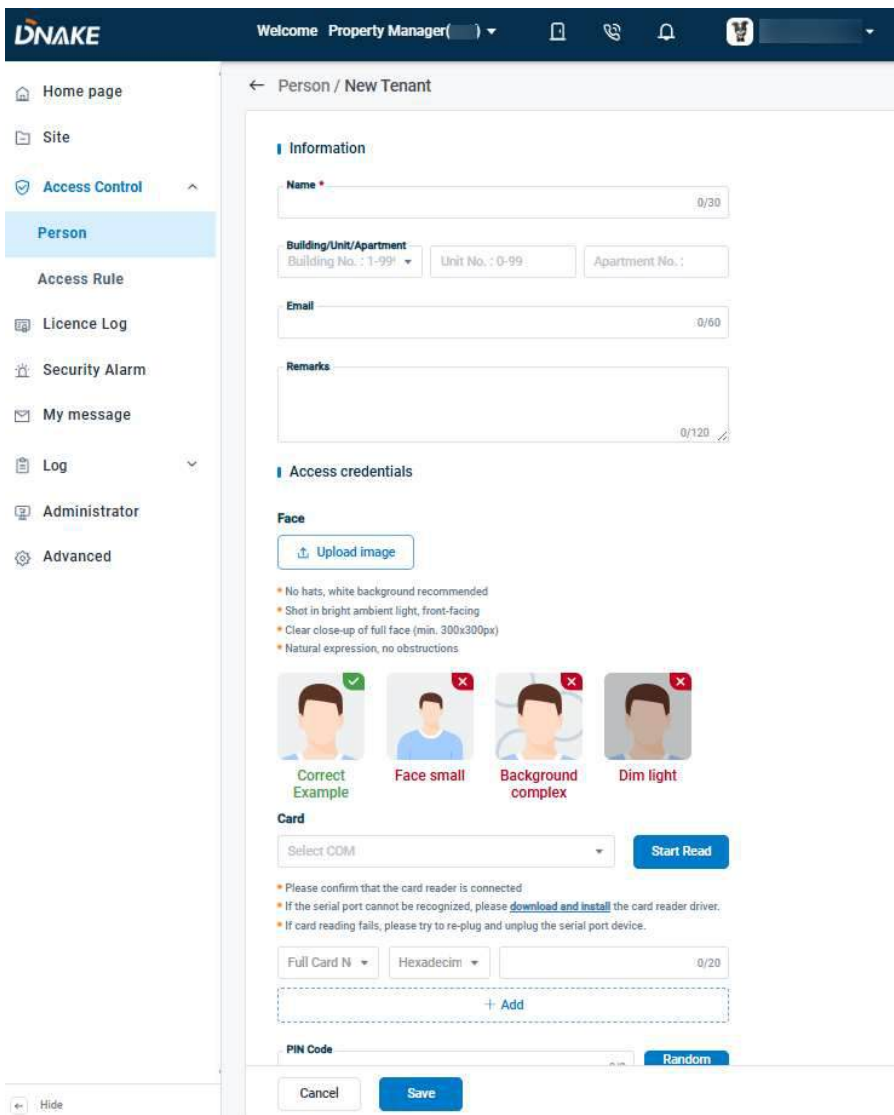 DNAKE
Welcome Property Manager( )
Home page
Site
Access Control
Person
Access Rule
Licence Log
Security Alarm
My message
Log
Administrator
Advanced
Hide
Person / New Tenant
Information
Name *
0/30
Building/Unit/Apartment
Building No. : 1-99 Unit No. : 0-99 Apartment No. :
Email
0/60
Remarks
0/120
Access credentials
Face
Upload image
* No hats, white background recommended
* Shot in bright ambient light, front-facing
* Clear close-up of full face (min. 300x300px)
* Natural expression, no obstructions
Correct Example
Face small
Background complex
Dim light
Card
Select COM Start Read
* Please confirm that the card reader is connected
* If the serial port cannot be recognized, please download and install the card reader driver.
* If card reading fails, please try to re-plug and unplug the serial port device.
Full Card N Hexadecim 0/20
+ Add
PIN Code
Random
Cancel Save